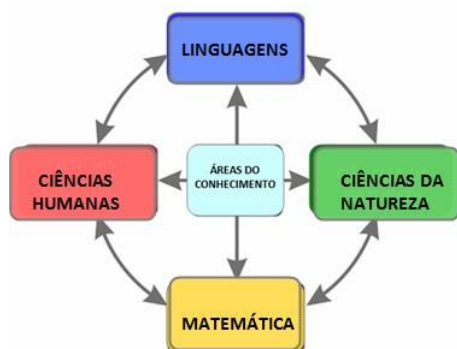 LINGUAGENS
CIÊNCIAS
HUMANAS
ÁREAS DO
CONHECIMENTO
CIÊNCIAS DA
NATUREZA
MATEMÁTICA